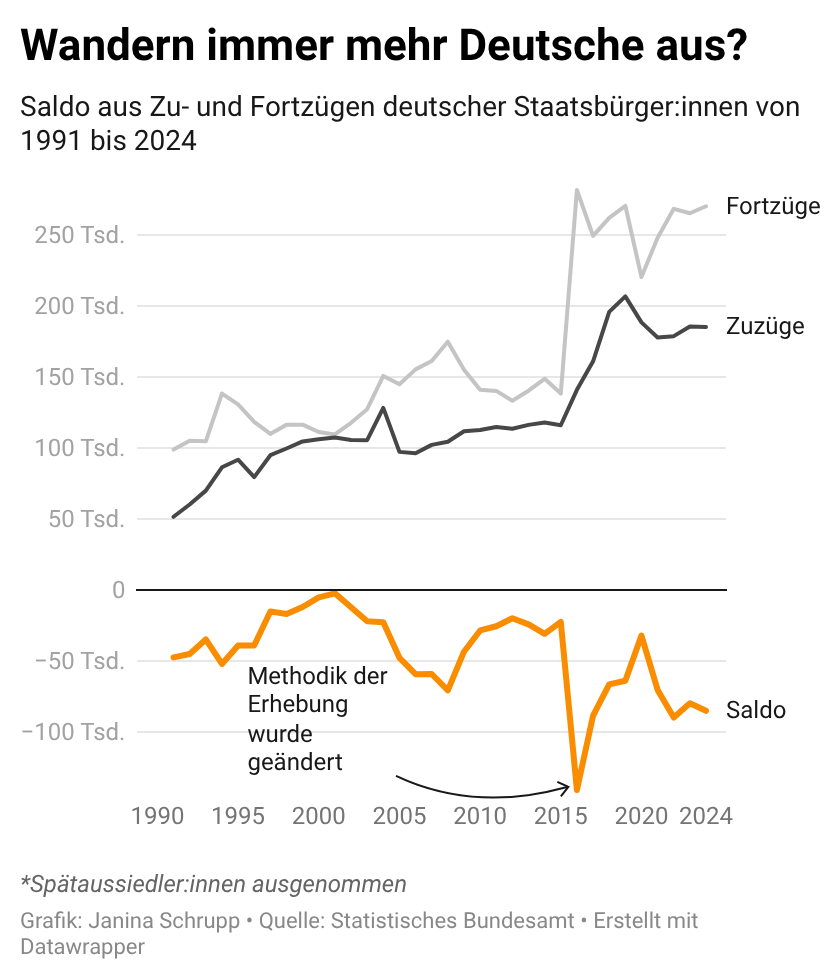 Wandern immer mehr Deutsche aus?
Saldo aus Zu- und Fortzügen deutscher Staatsbürger:innen von
1991 bis 2024
Fortzüge
250 Tsd.
200 Tsd.
Zuzüge
150 Tsd.
100 Tsd.
50 Tsd.
0
−50 Tsd.
Methodik der
Erhebung
wurde
geändert
Saldo
−100 Tsd.
1990 1995 2000 2005 2010 2015 2020 2024
*Spätaussiedler:innen ausgenommen
Grafik: Janina Schrupp • Quelle: Statistisches Bundesamt • Erstellt mit
Datawrapper